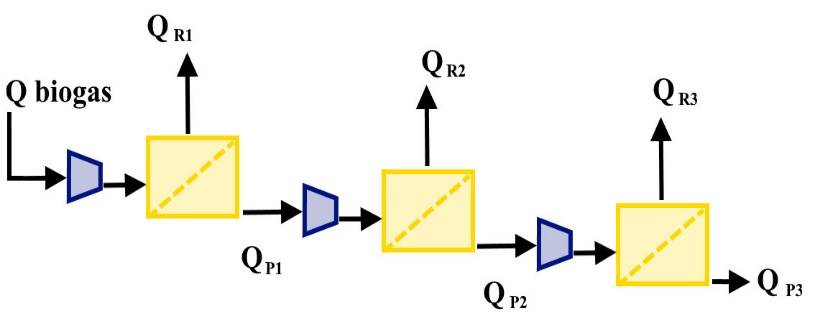 Q R1
Q R2
Q biogas
Q R3
Q P1
Q P2
Q P3